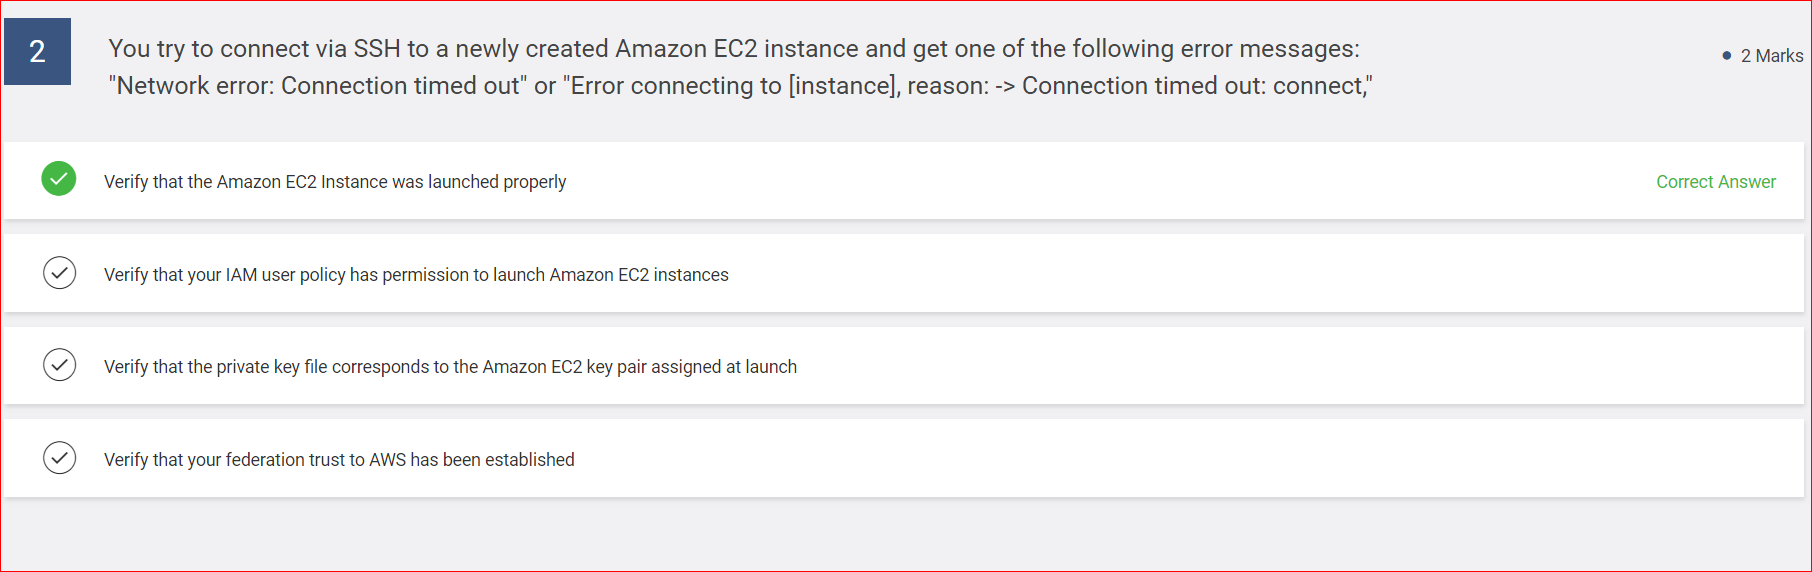 2
You try to connect via SSH to a newly created Amazon EC2 instance and get one of the following error messages:
"Network error: Connection timed out" or "Error connecting to [instance], reason: -> Connection timed out: connect,"
2 Marks
Verify that the Amazon EC2 Instance was launched properly
Correct Answer
Verify that your IAM user policy has permission to launch Amazon EC2 instances
Verify that the private key file corresponds to the Amazon EC2 key pair assigned at launch
Verify that your federation trust to AWS has been established